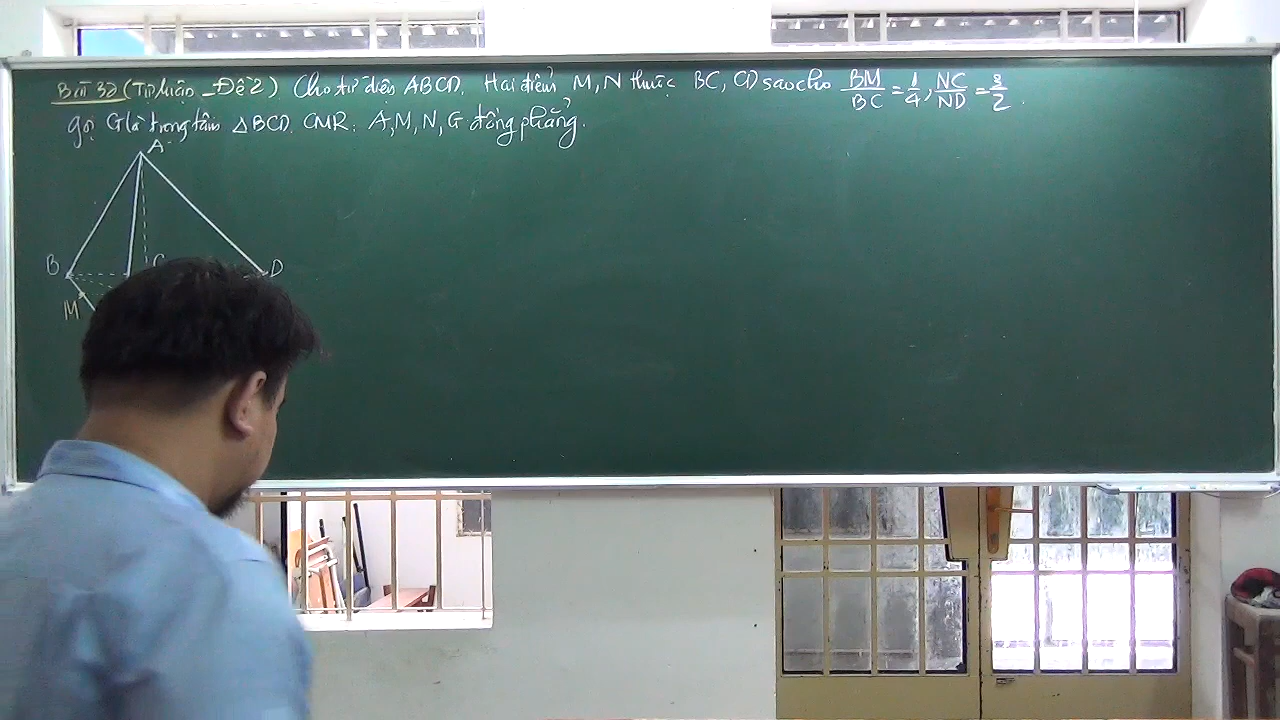 Bài 32 (Tự luận _ Đề 2) Cho tứ diện ABCD. Hai điểm M, N thuộc BC, CD sao cho BM/BC = 1/4, NC/ND = 3/2.
Gọi G là trọng tâm △BCD. CMR: A, M, N, G đồng phẳng.
A
B
D
M